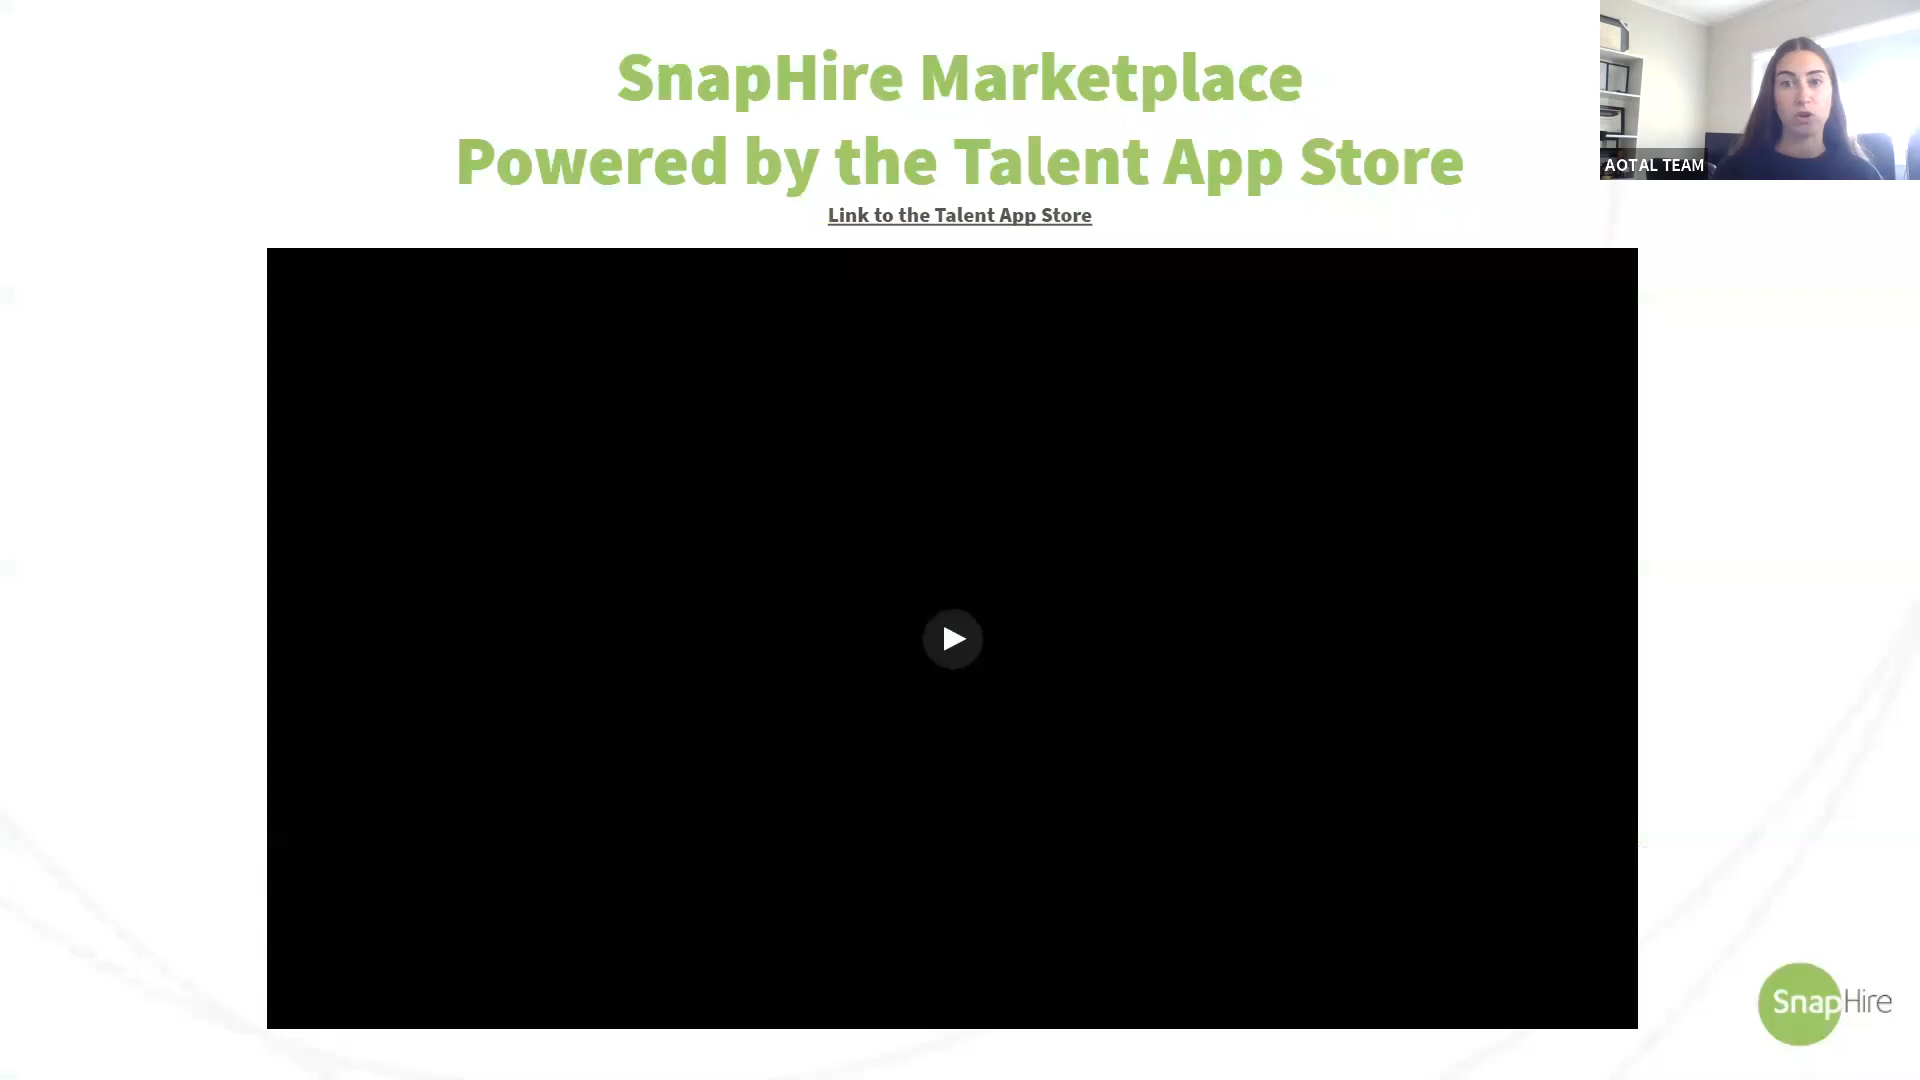 SnapHire Marketplace
Powered by the Talent App Store
Link to the Talent App Store
AOTAL TEAM
SnapHire